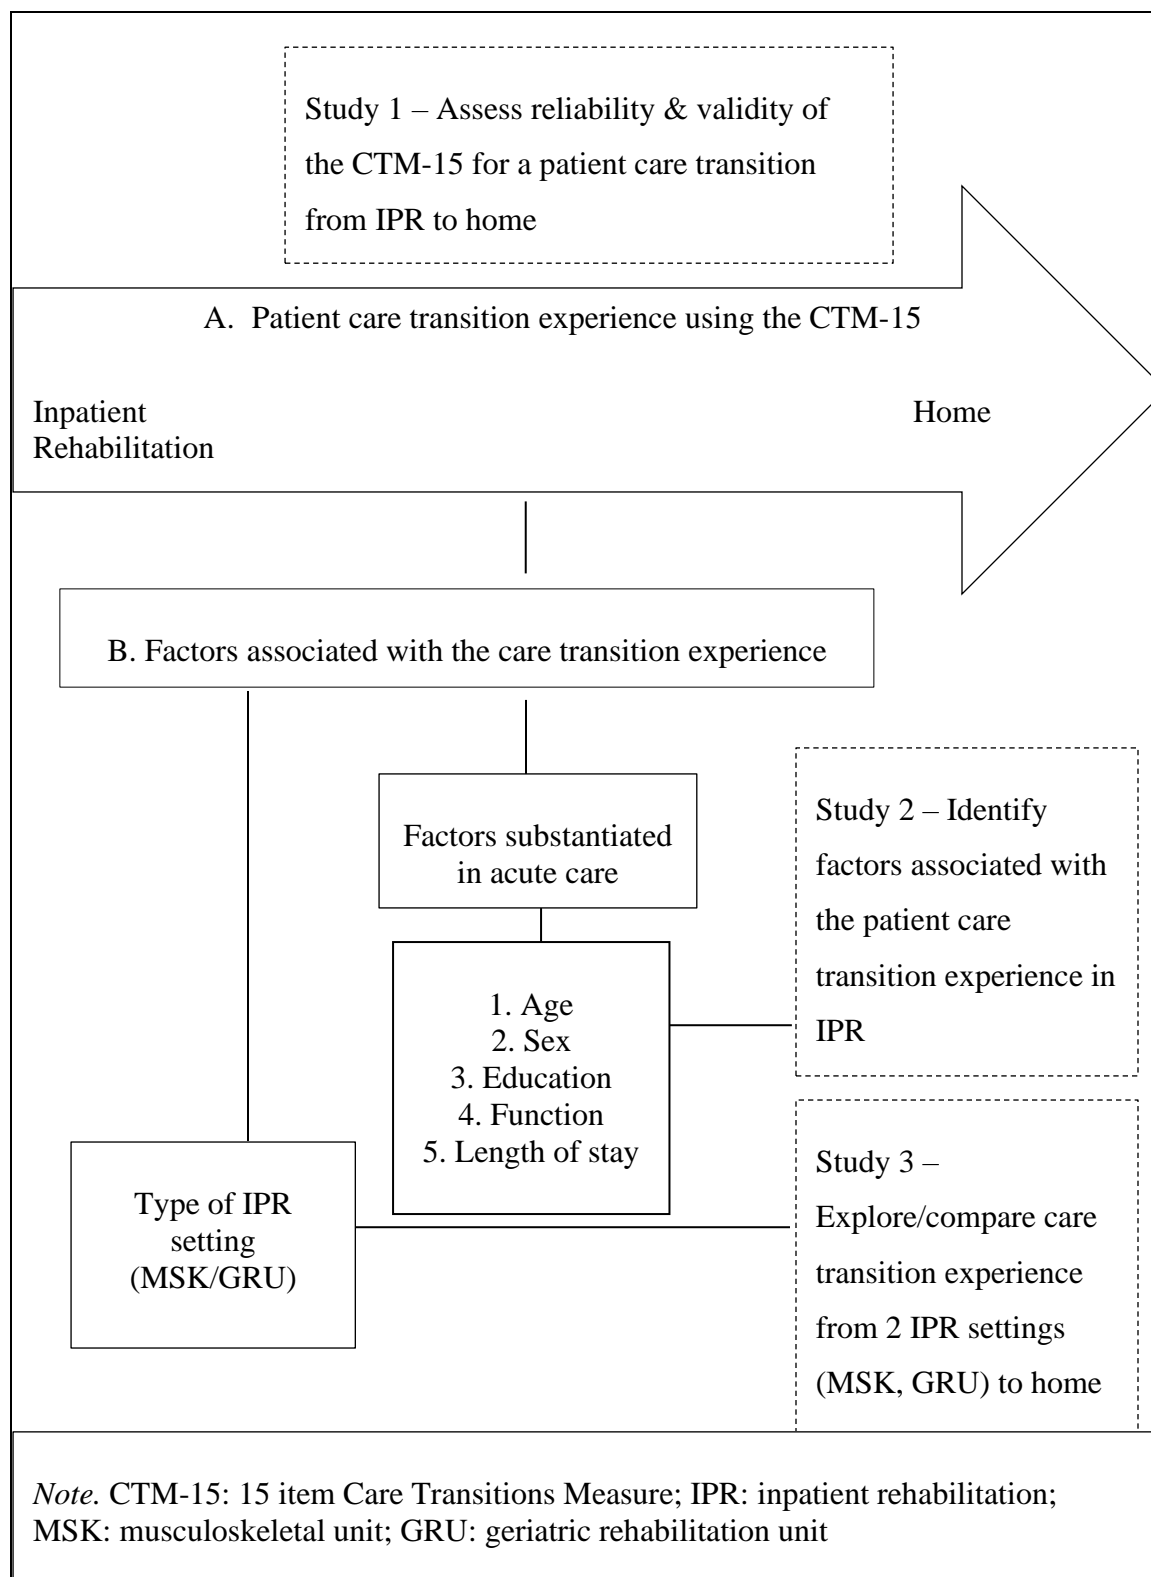 Study 1 – Assess reliability & validity of
the CTM-15 for a patient care transition
from IPR to home
A. Patient care transition experience using the CTM-15
Inpatient
Rehabilitation
Home
B. Factors associated with the care transition experience
Factors substantiated
in acute care
1. Age
2. Sex
3. Education
4. Function
5. Length of stay
Study 2 – Identify
factors associated with
the patient care
transition experience in
IPR
Type of IPR
setting
(MSK/GRU)
Study 3 –
Explore/compare care
transition experience
from 2 IPR settings
(MSK, GRU) to home
Note. CTM-15: 15 item Care Transitions Measure; IPR: inpatient rehabilitation;
MSK: musculoskeletal unit; GRU: geriatric rehabilitation unit